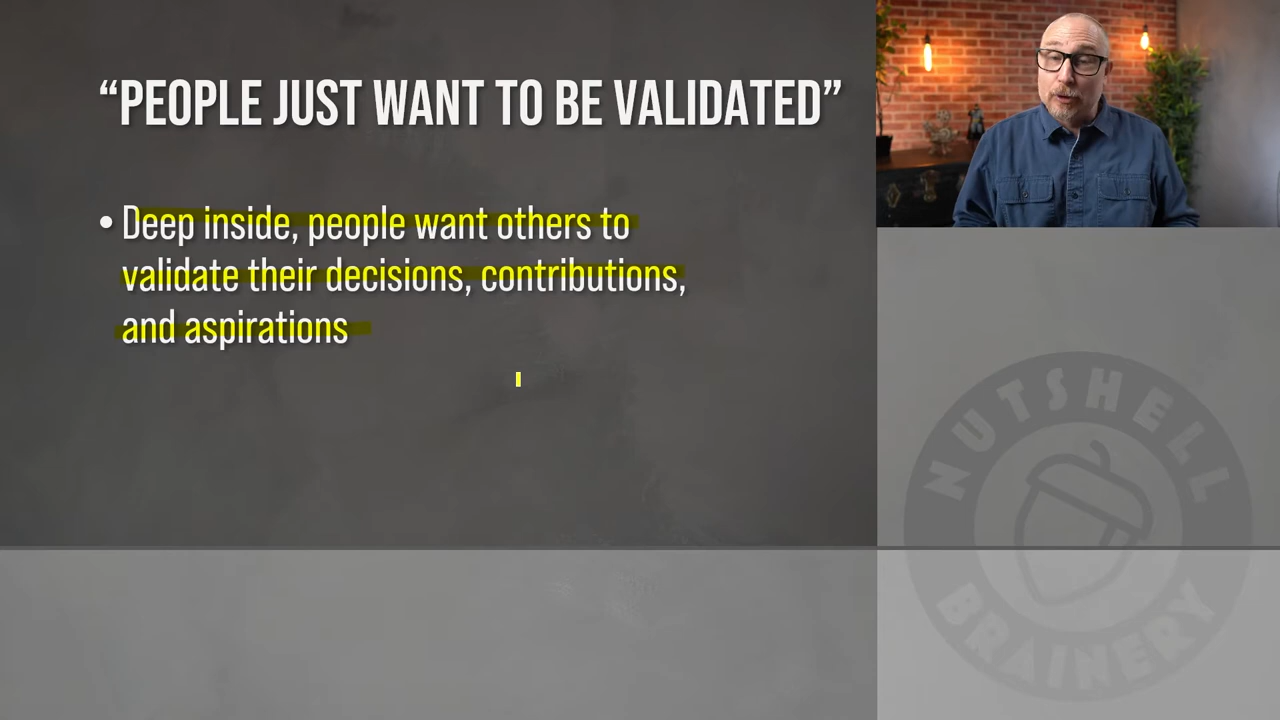 “PEOPLE JUST WANT TO BE VALIDATED”
• Deep inside, people want others to
validate their decisions, contributions,
and aspirations
NUTSHELL
BRAINERY